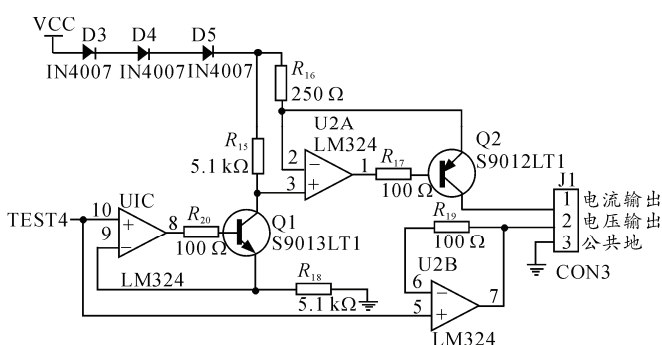 VCC
D3
D4
D5
IN4007
IN4007
IN4007
R16
250 Ω
U2A
LM324
Q2
S9012LT1
R15
5.1 kΩ
2
−
3
+
1
R17
100 Ω
J1
1 电流输出
2 电压输出
3 公共地
CON3
UIC
TEST4
10
+
9
−
8
R20
100 Ω
Q1
S9013LT1
LM324
R18
5.1 kΩ
R19
100 Ω
U2B
6
−
5
+
7
LM324